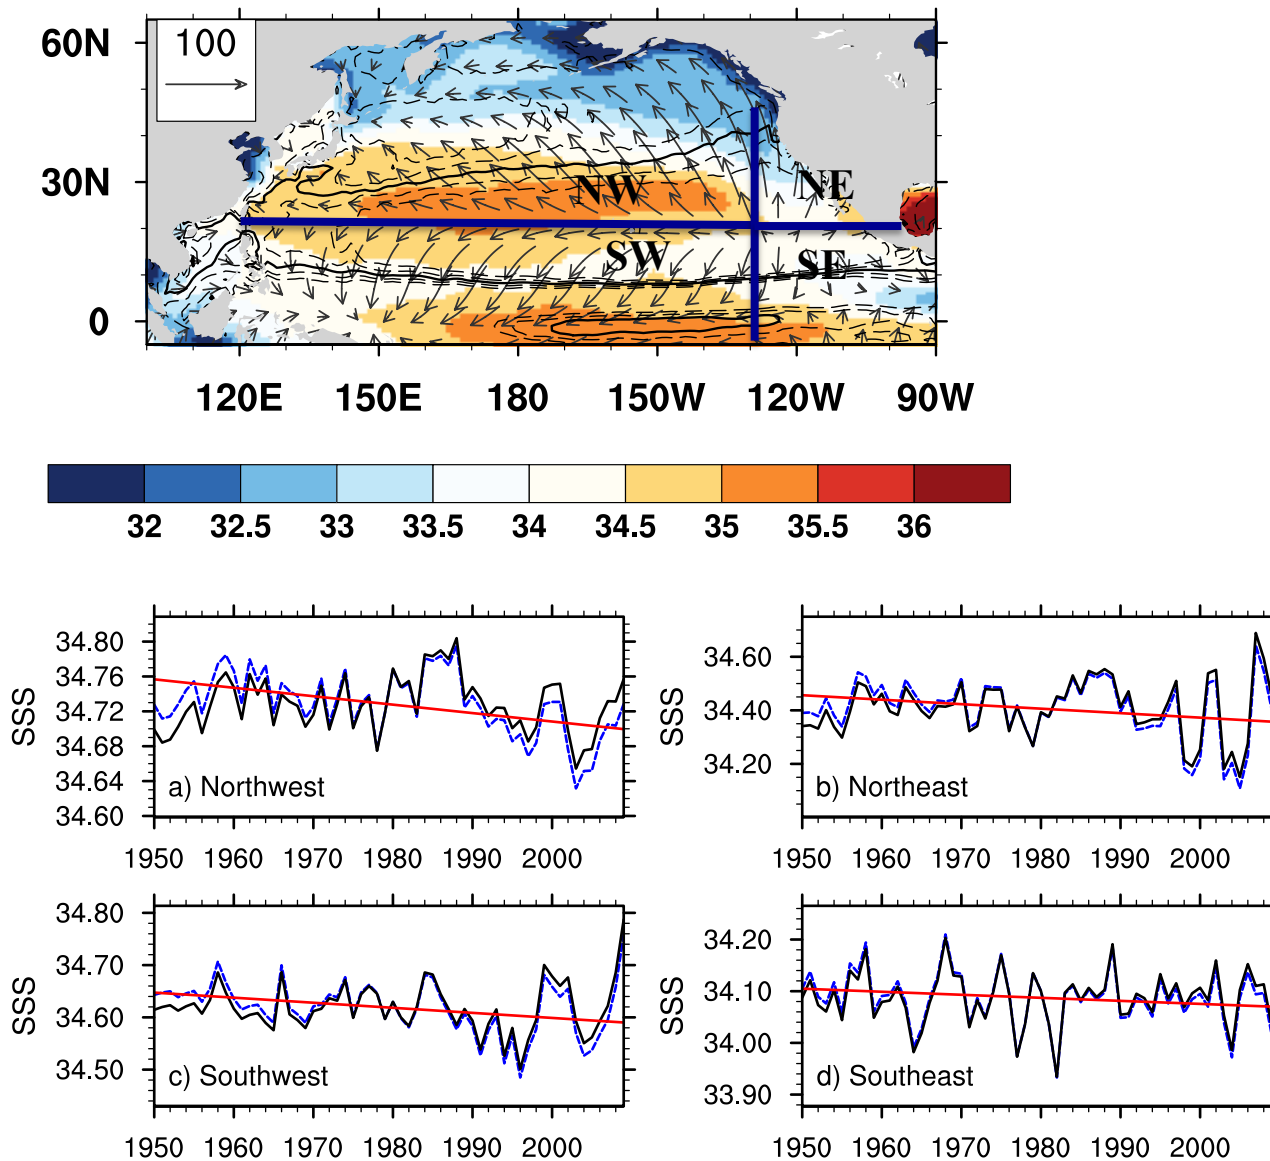 60N
30N
0
100
NW
NE
SW
SE
120E 150E 180 150W 120W 90W
32 32.5 33 33.5 34 34.5 35 35.5 36
34.80
34.76
34.72
34.68
34.64
34.60
SSS
a) Northwest
1950 1960 1970 1980 1990 2000
34.60
34.40
34.20
SSS
b) Northeast
1950 1960 1970 1980 1990 2000
34.80
34.70
34.60
34.50
SSS
c) Southwest
1950 1960 1970 1980 1990 2000
34.20
34.10
34.00
33.90
SSS
d) Southeast
1950 1960 1970 1980 1990 2000